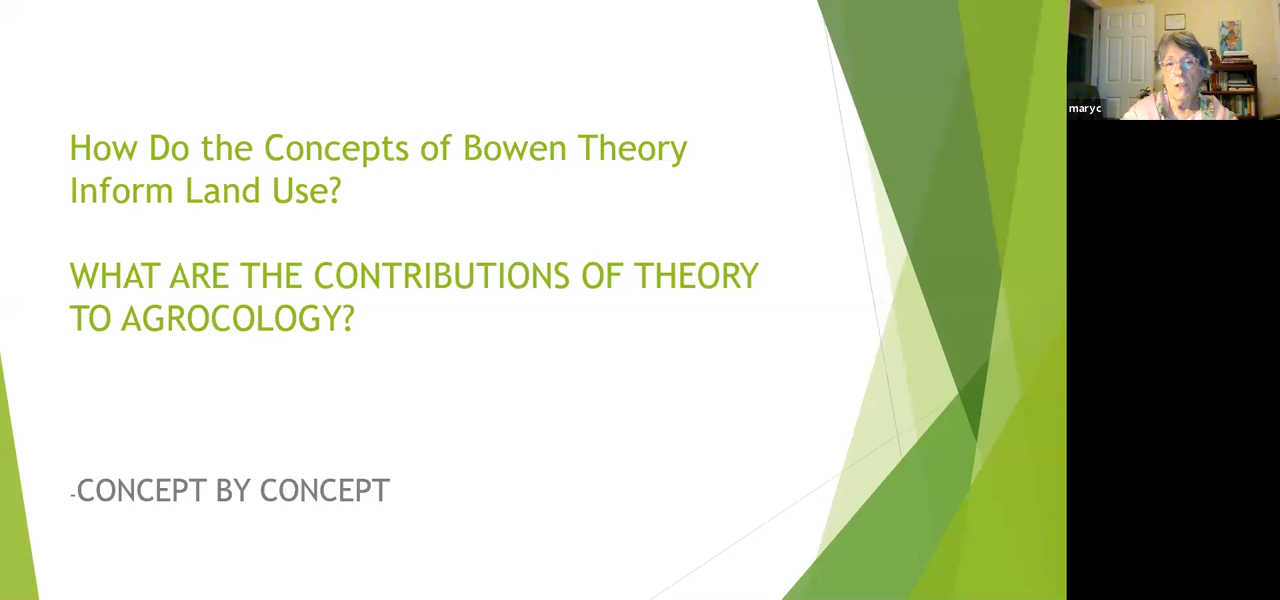 How Do the Concepts of Bowen Theory
Inform Land Use?
WHAT ARE THE CONTRIBUTIONS OF THEORY
TO AGROCOLOGY?
-CONCEPT BY CONCEPT
maryc